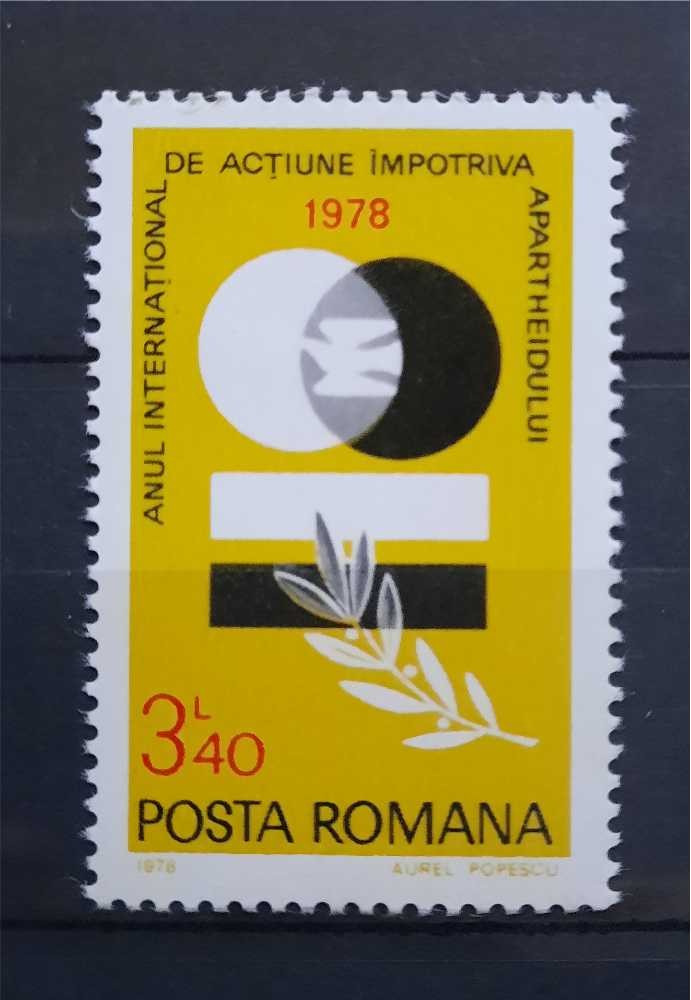 ANUL INTERNAȚIONAL
DE ACȚIUNE ÎMPOTRIVA
APARTHEIDULUI
1978
3L40
POSTA ROMANA
1978 AUREL POPESCU